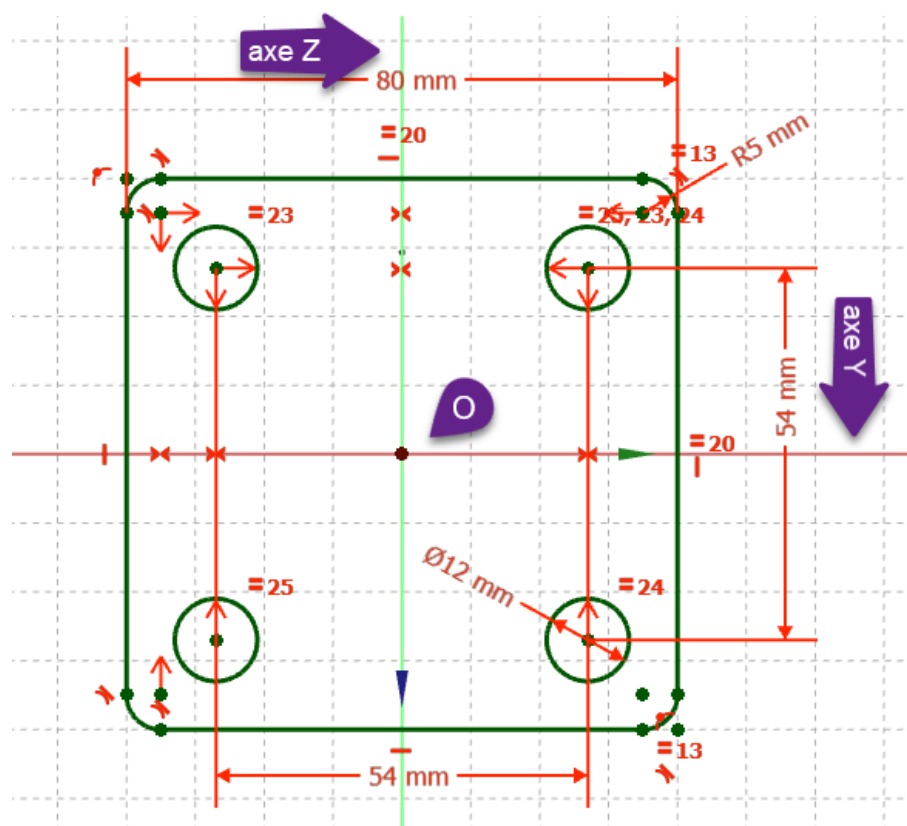 axe Z
80 mm
=20
=13
R5 mm
=23
=25, 23, 24
axe Y
54 mm
O
=20
Ø12 mm
=25
=24
=13
54 mm